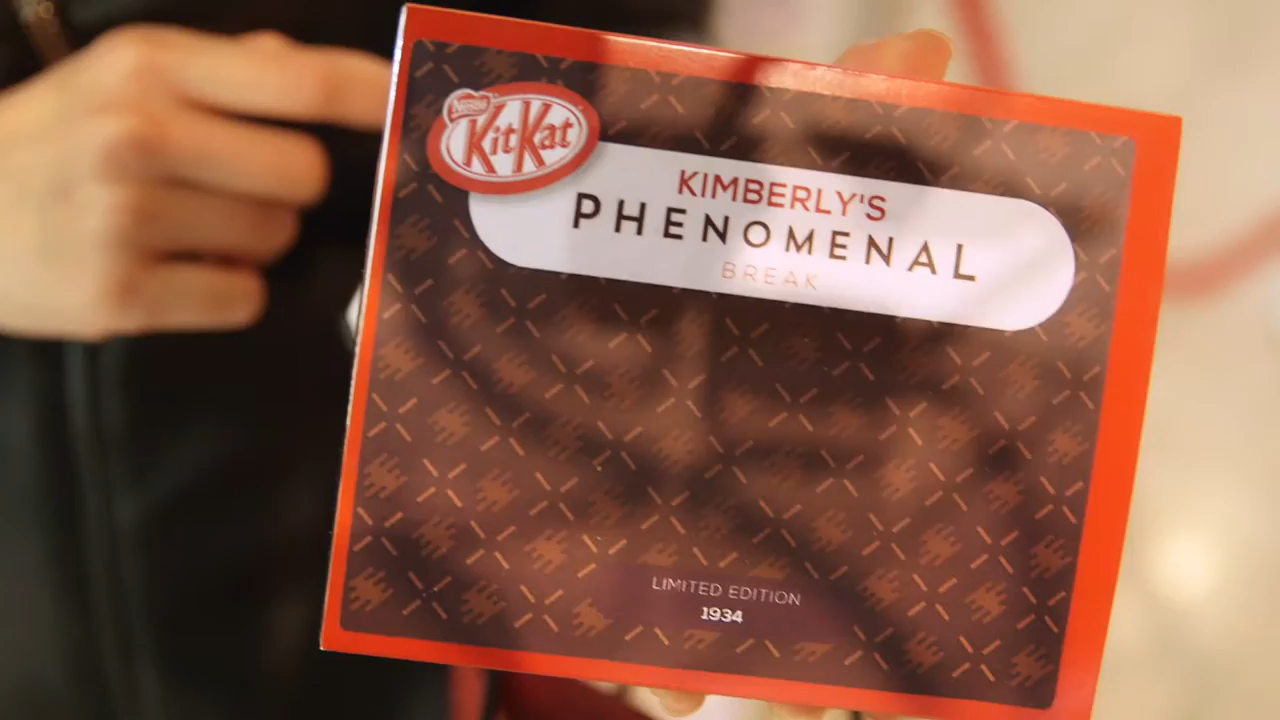 Nestlé
KitKat
KIMBERLY'S
PHENOMENAL
BREAK
LIMITED EDITION
1934